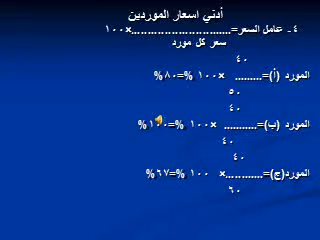 أدني اسعار الموردين
٤ - عامل السعر=.............................×١٠٠
سعر كل مورد
٤٠
المورد (أ)=......... ×١٠٠ %=٨٠%
٥٠
٤٠
المورد (ب)=........... ×١٠٠ %=١٠٠%
٤٠
٤٠
المورد(ج)=............× ١٠٠ %=٦٧%
٦٠